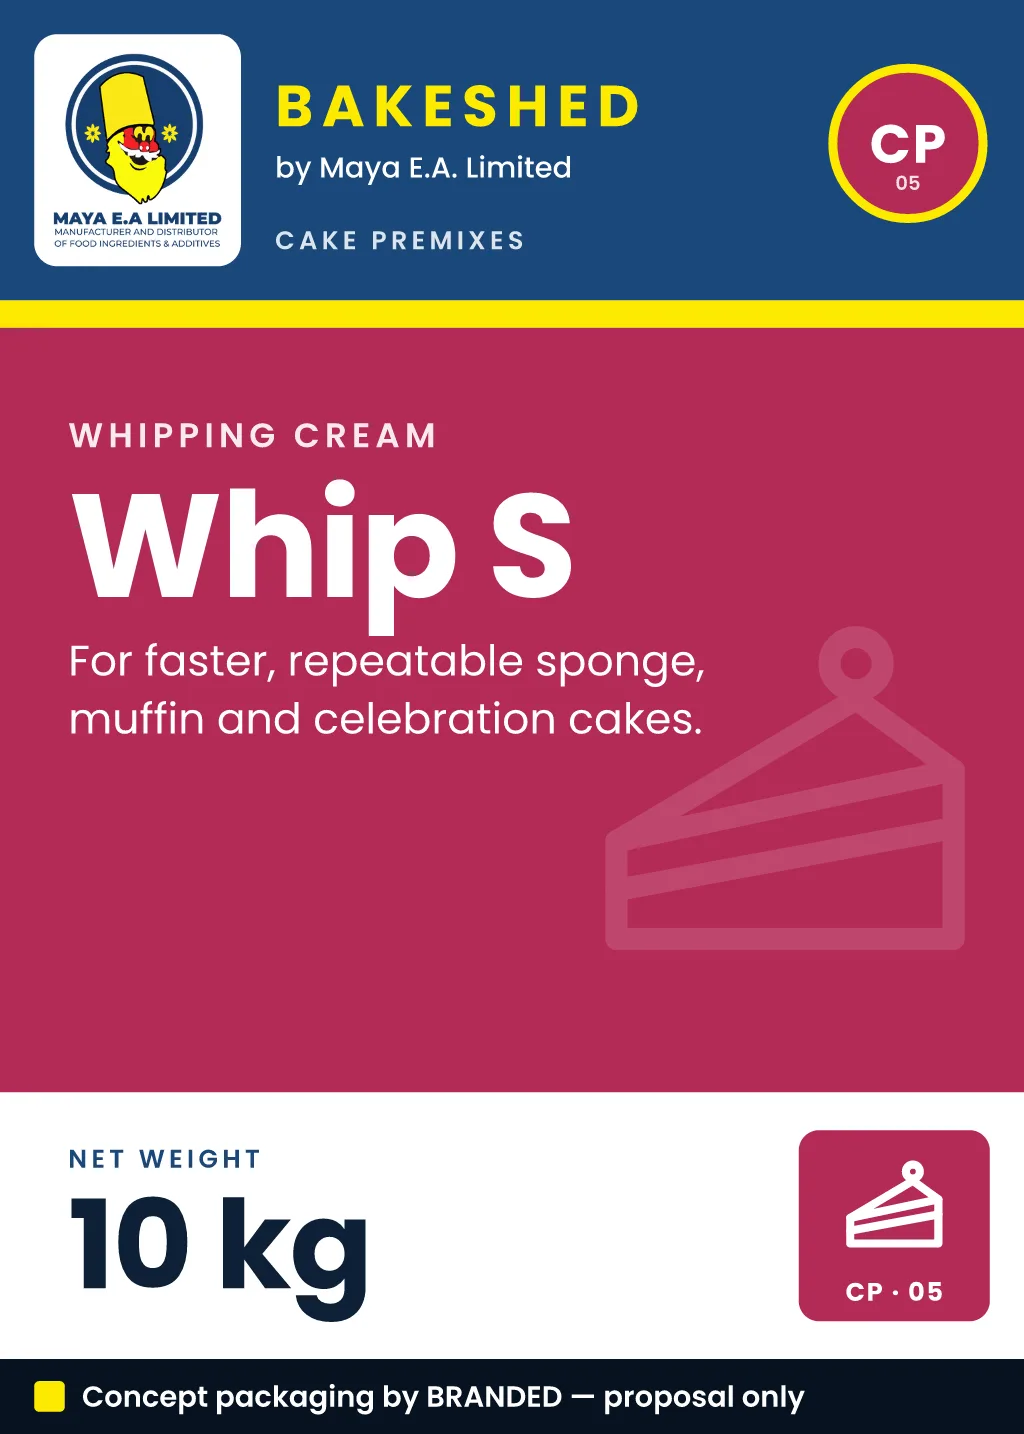 MAYA E.A LIMITED
MANUFACTURER AND DISTRIBUTOR
OF FOOD INGREDIENTS & ADDITIVES
BAKESHED
by Maya E.A. Limited
CAKE PREMIXES
CP
05
WHIPPING CREAM
Whip S
For faster, repeatable sponge,
muffin and celebration cakes.
NET WEIGHT
10 kg
CP · 05
Concept packaging by BRANDED — proposal only